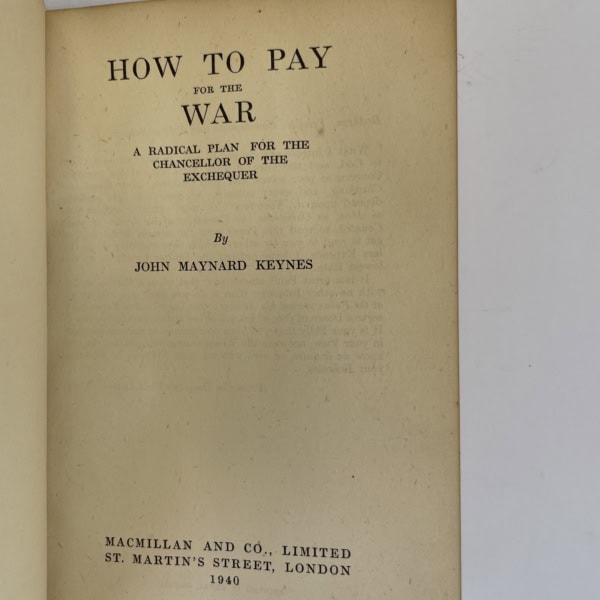 HOW TO PAY
FOR THE
WAR
A RADICAL PLAN FOR THE
CHANCELLOR OF THE
EXCHEQUER
By
JOHN MAYNARD KEYNES
MACMILLAN AND CO., LIMITED
ST. MARTIN'S STREET, LONDON
1940